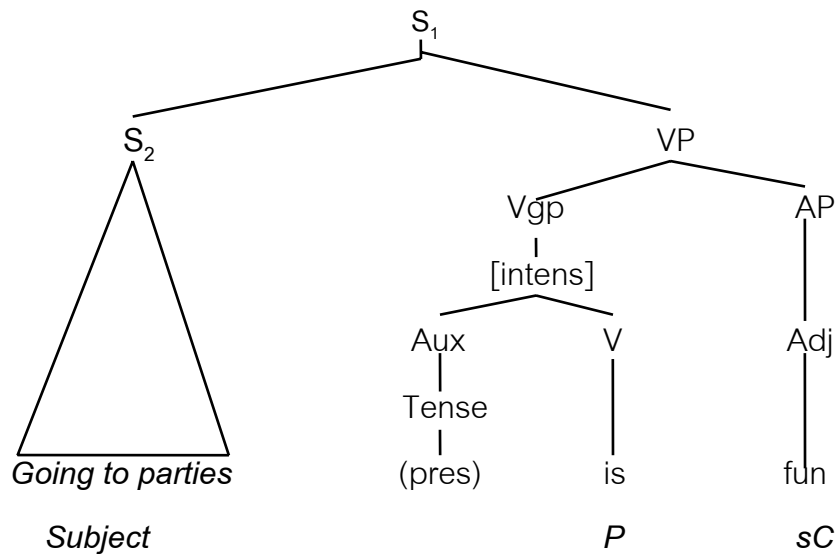 S₁
S₂ VP
Vgp AP
[intens]
Aux V Adj
Tense
Going to parties (pres) is fun
Subject P sC